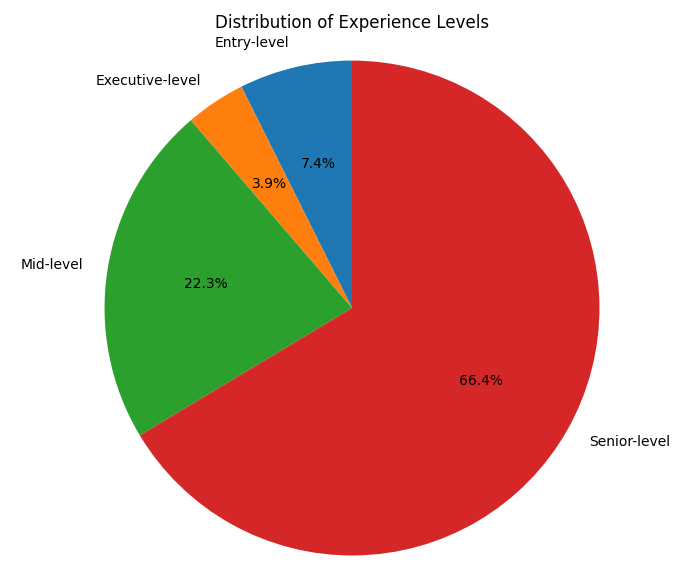 Distribution of Experience Levels
Entry-level
Executive-level
7.4%
3.9%
Mid-level
22.3%
66.4%
Senior-level